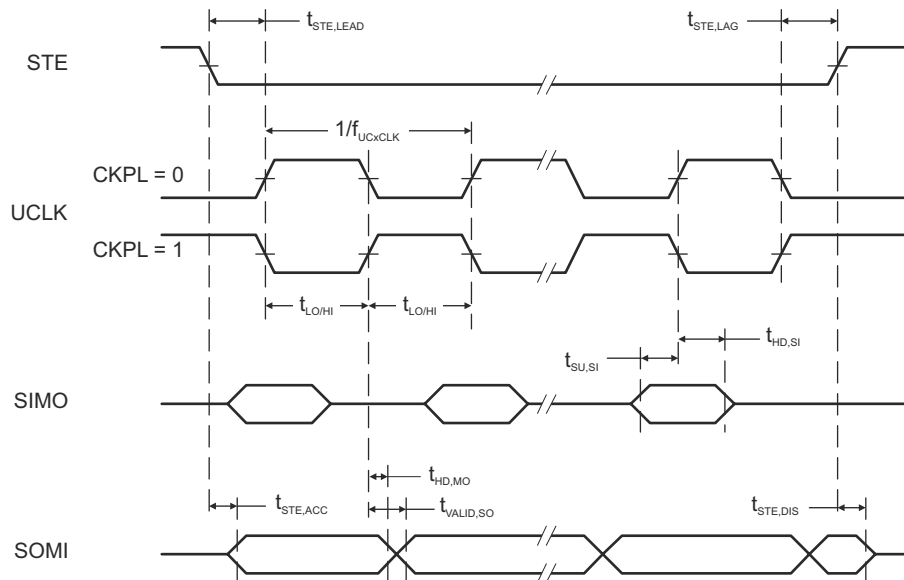 tSTE,LEAD
tSTE,LAG
STE
1/fUCxCLK
CKPL = 0
UCLK
CKPL = 1
tLO/HI
tLO/HI
tHD,SI
tSU,SI
SIMO
tHD,MO
tSTE,ACC
tVALID,SO
tSTE,DIS
SOMI